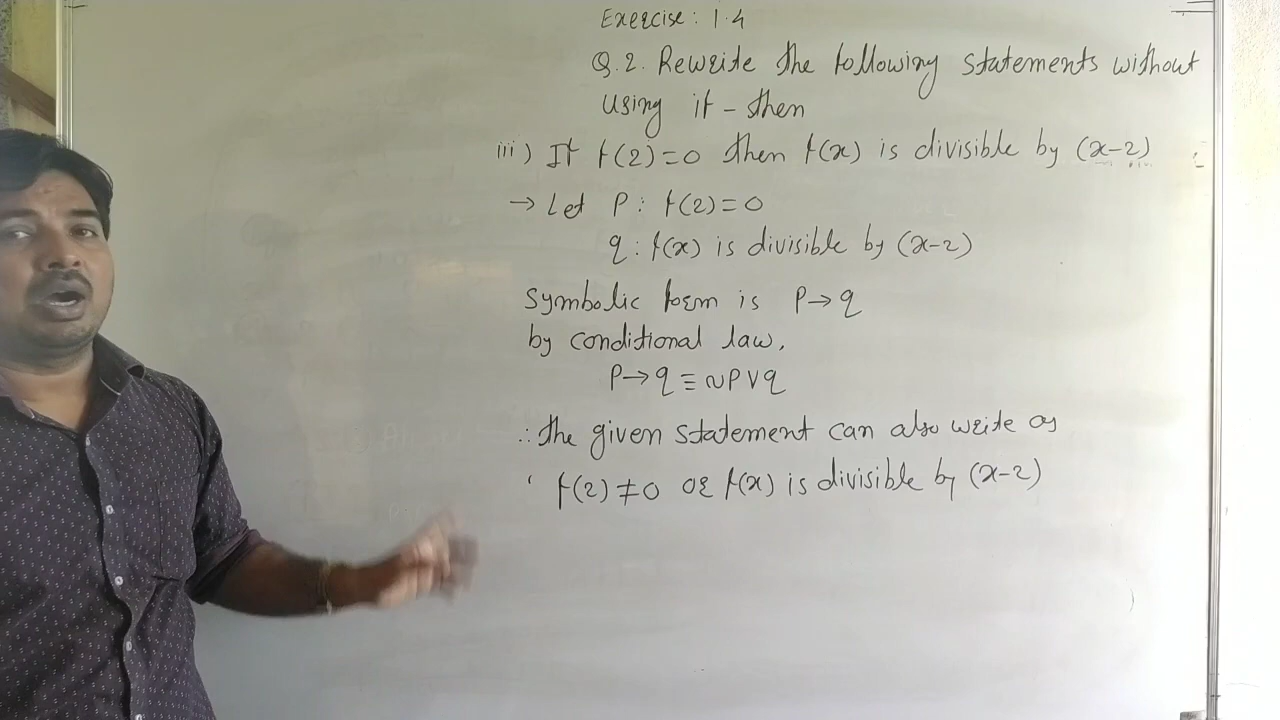 Exercise: 1.4
Q.2. Rewrite the following statements without
using if - then
iii) If f(2)=0 then f(x) is divisible by (x-2)
→ Let P: f(2)=0
q: f(x) is divisible by (x-2)
Symbolic form is P→q
by conditional law,
P→q ≡ ~P∨q
∴ the given statement can also write as
f(2) ≠ 0 or f(x) is divisible by (x-2)